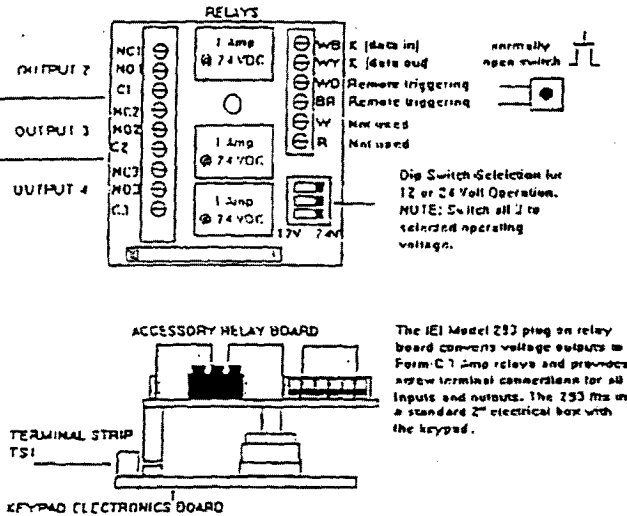 RELAYS
OUTPUT 2
OUTPUT 3
OUTPUT 4
NC1
NO1
C1
NC2
NO2
C2
NC3
NO3
C3
1 Amp
@ 24 VDC
1 Amp
@ 24 VDC
1 Amp
@ 24 VDC
WB K (data in)
WY K (data out)
WO Remote triggering
BR Remote triggering
W Not used
R Not used
normally
open switch
12V 24V
Dip Switch Selection for
12 or 24 Volt Operation.
NOTE: Switch all 3 to
selected operating
voltage.
ACCESSORY RELAY BOARD
TERMINAL STRIP
TS1
KEYPAD ELECTRONICS BOARD
The IEI Model 293 plug on relay
board converts voltage outputs to
Form-C 1 Amp relays and provides
screw terminal connections for all
inputs and outputs. The 293 fits in
a standard 2" electrical box with
the keypad.